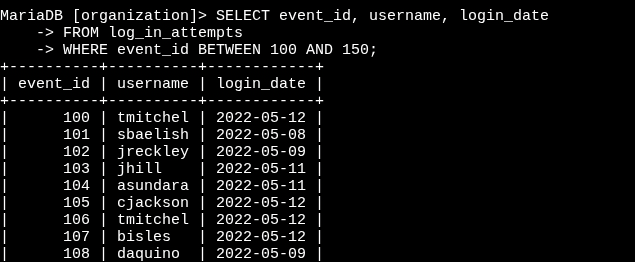 MariaDB [organization]> SELECT event_id, username, login_date
    -> FROM log_in_attempts
    -> WHERE event_id BETWEEN 100 AND 150;
+----------+----------+------------+
| event_id | username | login_date |
+----------+----------+------------+
|      100 | tmitchel | 2022-05-12 |
|      101 | sbaelish | 2022-05-08 |
|      102 | jreckley | 2022-05-09 |
|      103 | jhill    | 2022-05-11 |
|      104 | asundara | 2022-05-11 |
|      105 | cjackson | 2022-05-12 |
|      106 | tmitchel | 2022-05-12 |
|      107 | bisles   | 2022-05-12 |
|      108 | daquino  | 2022-05-09 |